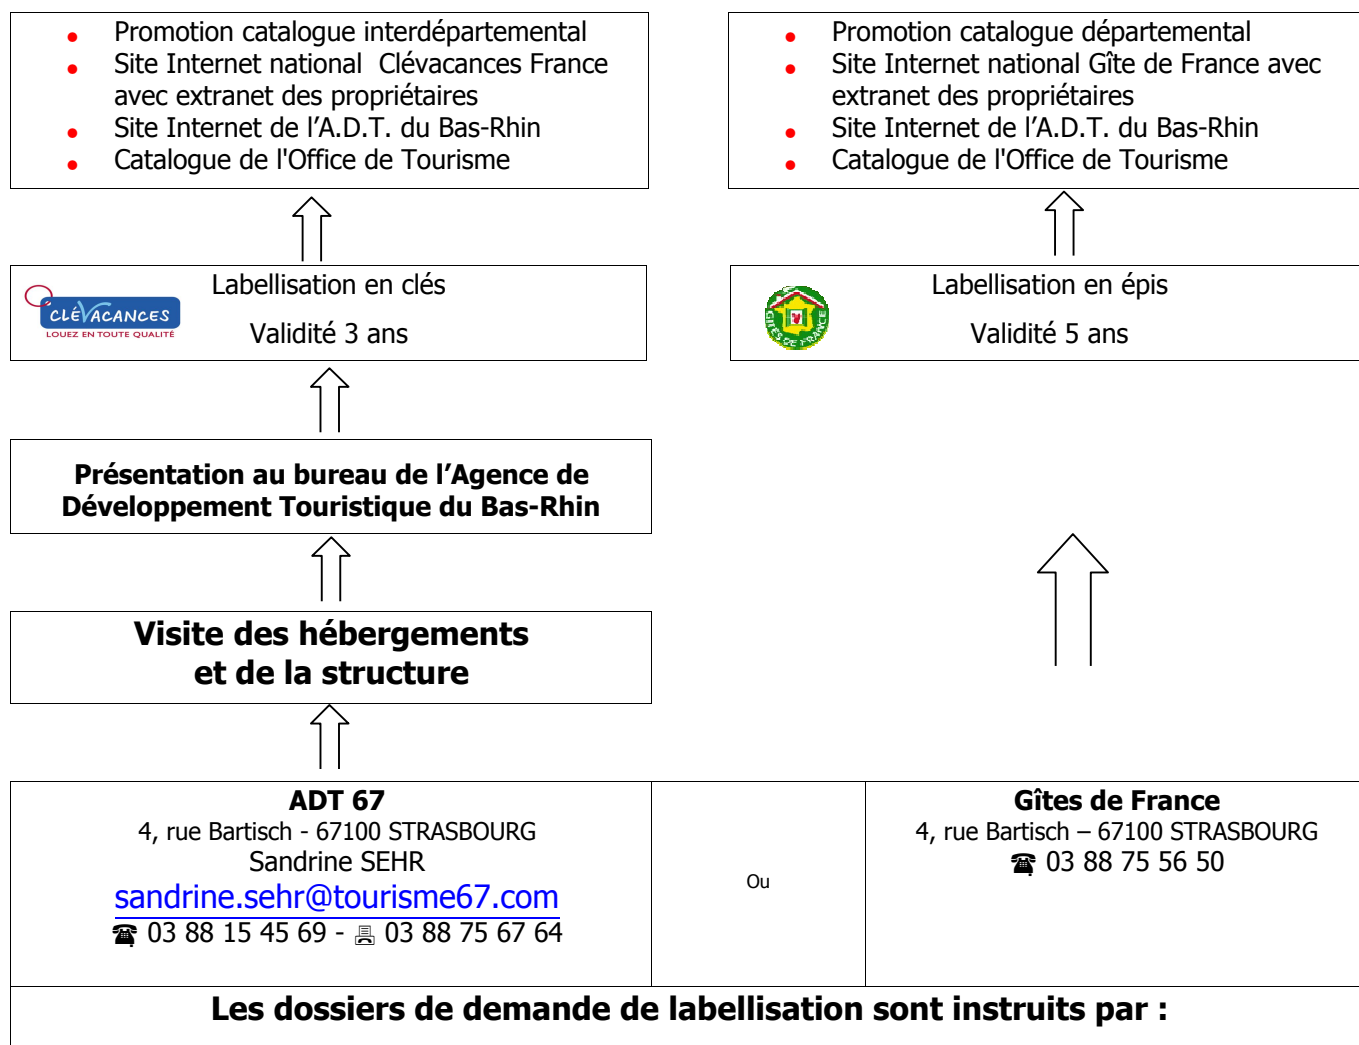 Promotion catalogue interdépartemental
Site Internet national Clévacances France
avec extranet des propriétaires
Site Internet de l'A.D.T. du Bas-Rhin
Catalogue de l'Office de Tourisme
Promotion catalogue départemental
Site Internet national Gîte de France avec
extranet des propriétaires
Site Internet de l'A.D.T. du Bas-Rhin
Catalogue de l'Office de Tourisme
CLÉVACANCES
LOUEZ EN TOUTE QUALITÉ
Labellisation en clés
Validité 3 ans
GITES DE FRANCE
Labellisation en épis
Validité 5 ans
Présentation au bureau de l'Agence de
Développement Touristique du Bas-Rhin
Visite des hébergements
et de la structure
ADT 67
4, rue Bartisch - 67100 STRASBOURG
Sandrine SEHR
sandrine.sehr@tourisme67.com
☎ 03 88 15 45 69 - 03 88 75 67 64
Ou
Gîtes de France
4, rue Bartisch – 67100 STRASBOURG
☎ 03 88 75 56 50
Les dossiers de demande de labellisation sont instruits par :